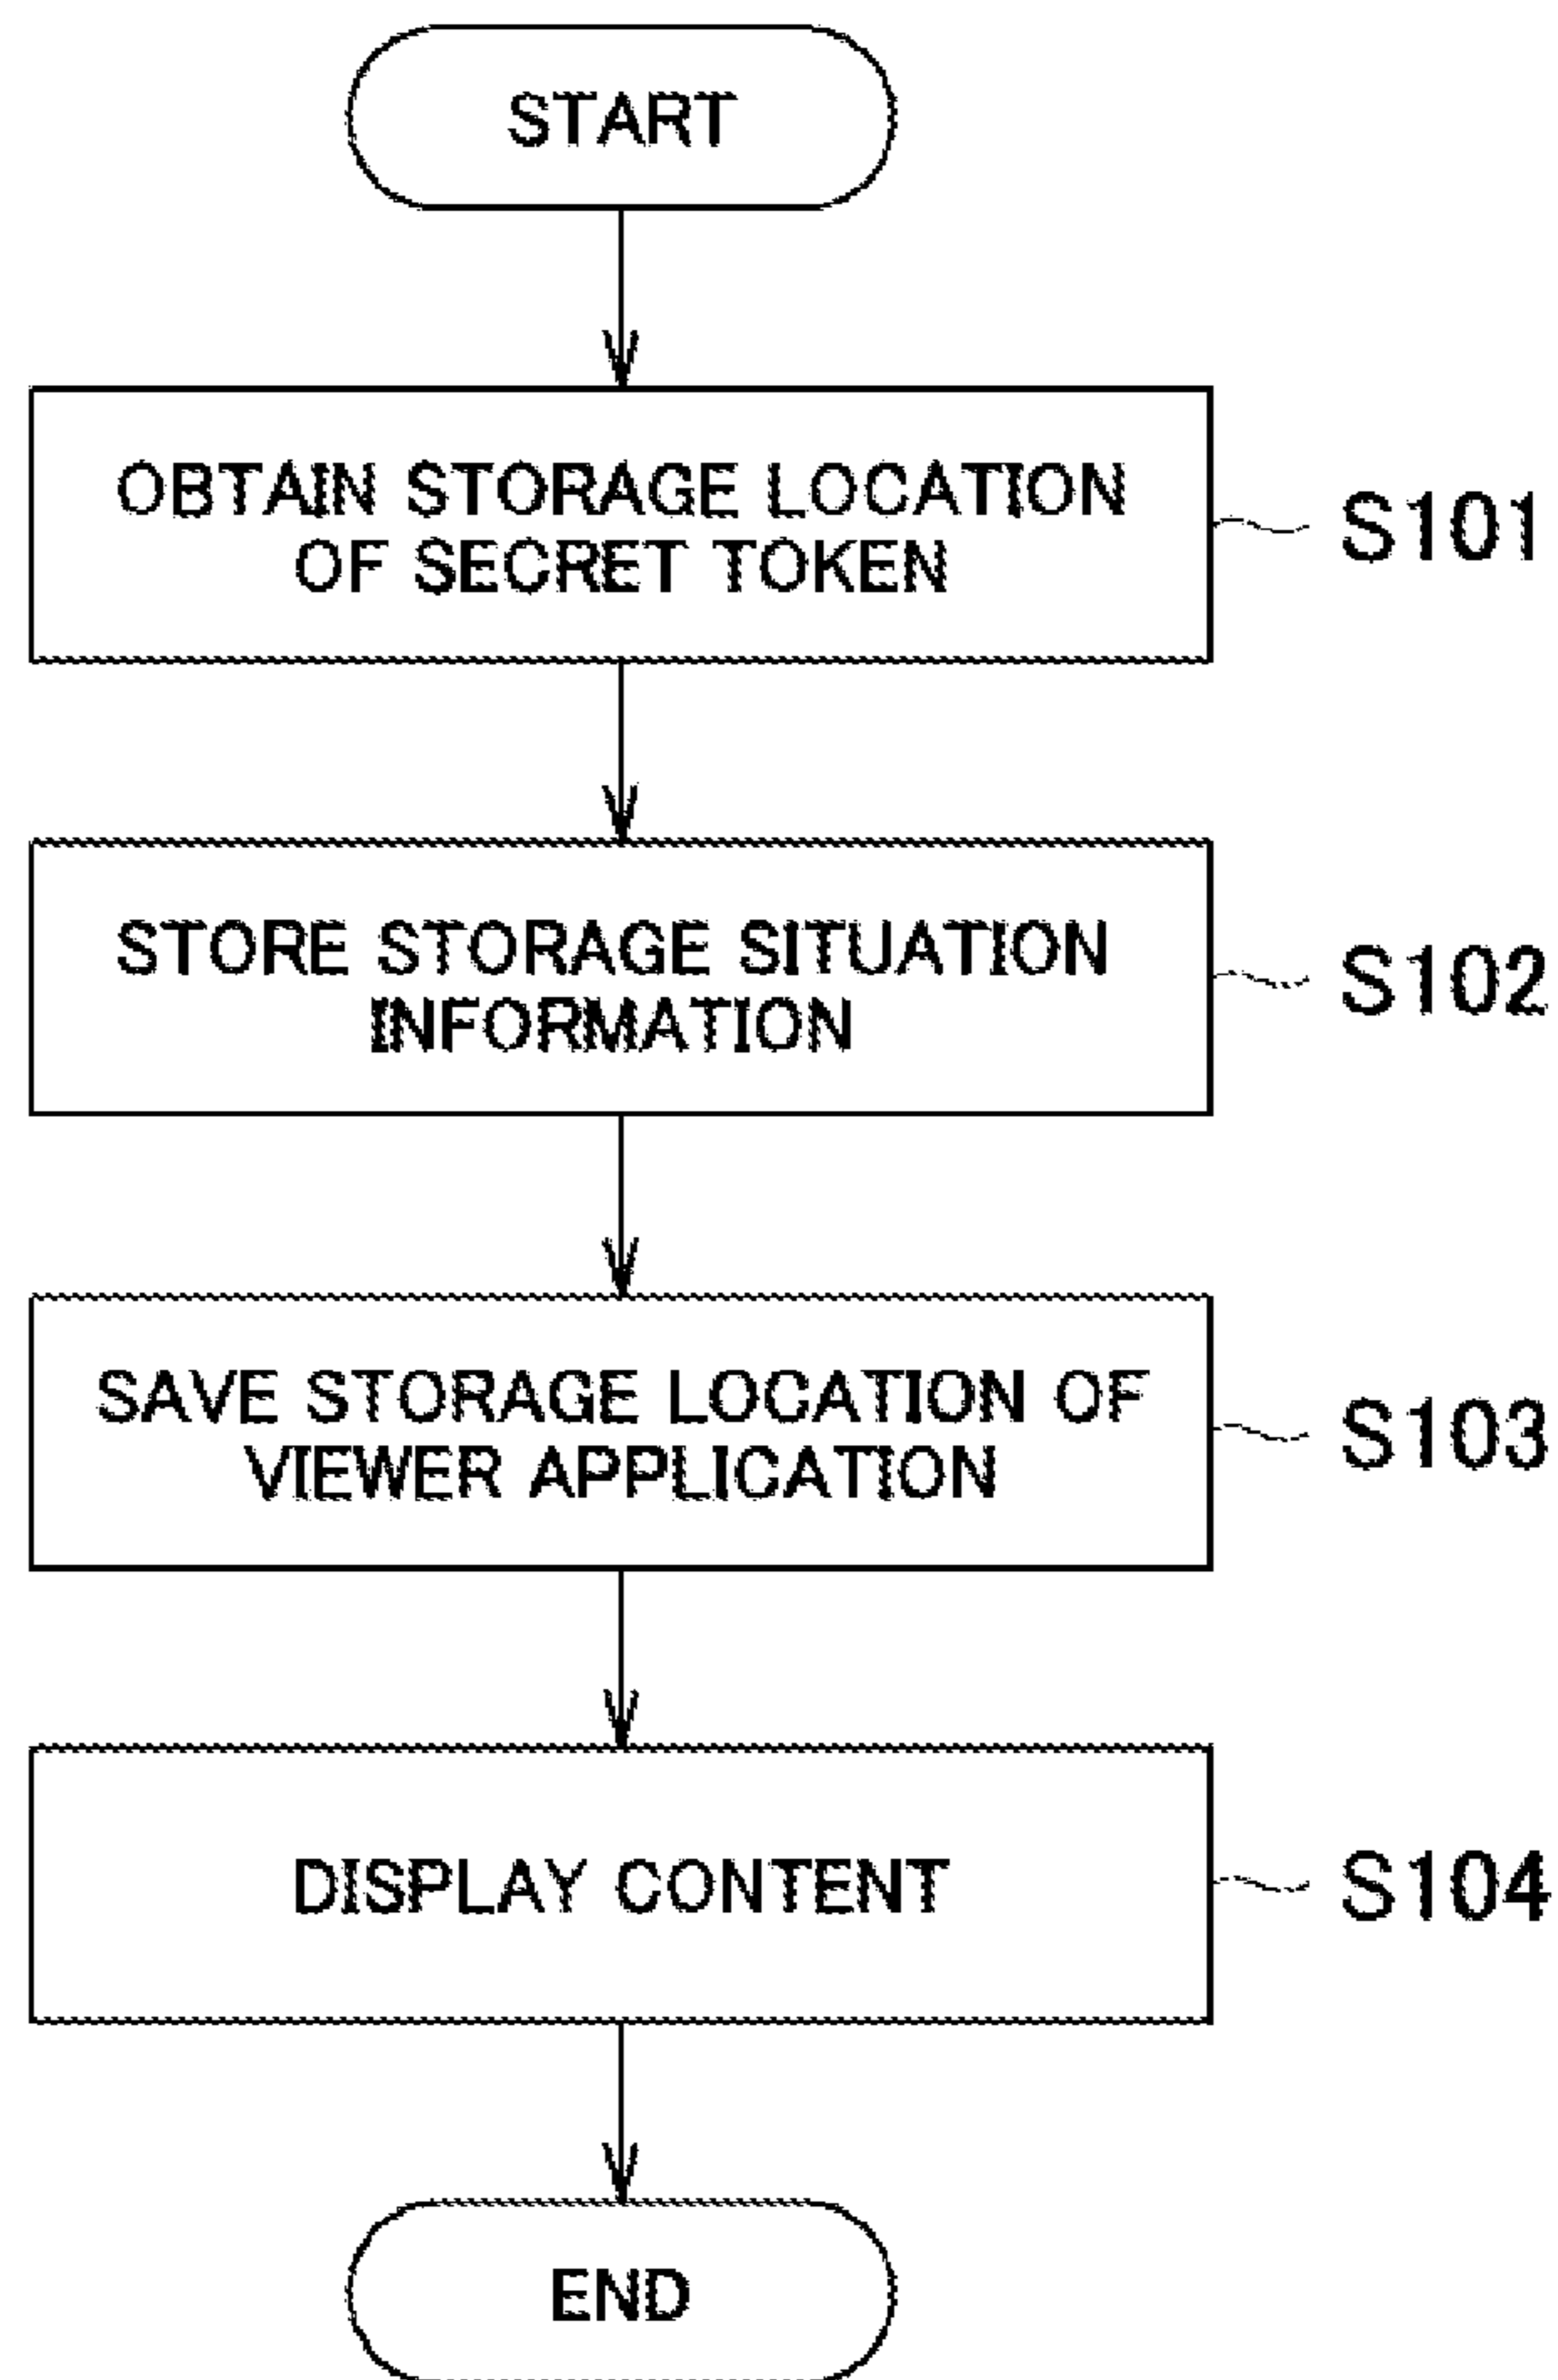 START
OBTAIN STORAGE LOCATION
OF SECRET TOKEN
S101
STORE STORAGE SITUATION
INFORMATION
S102
SAVE STORAGE LOCATION OF
VIEWER APPLICATION
S103
DISPLAY CONTENT
S104
END